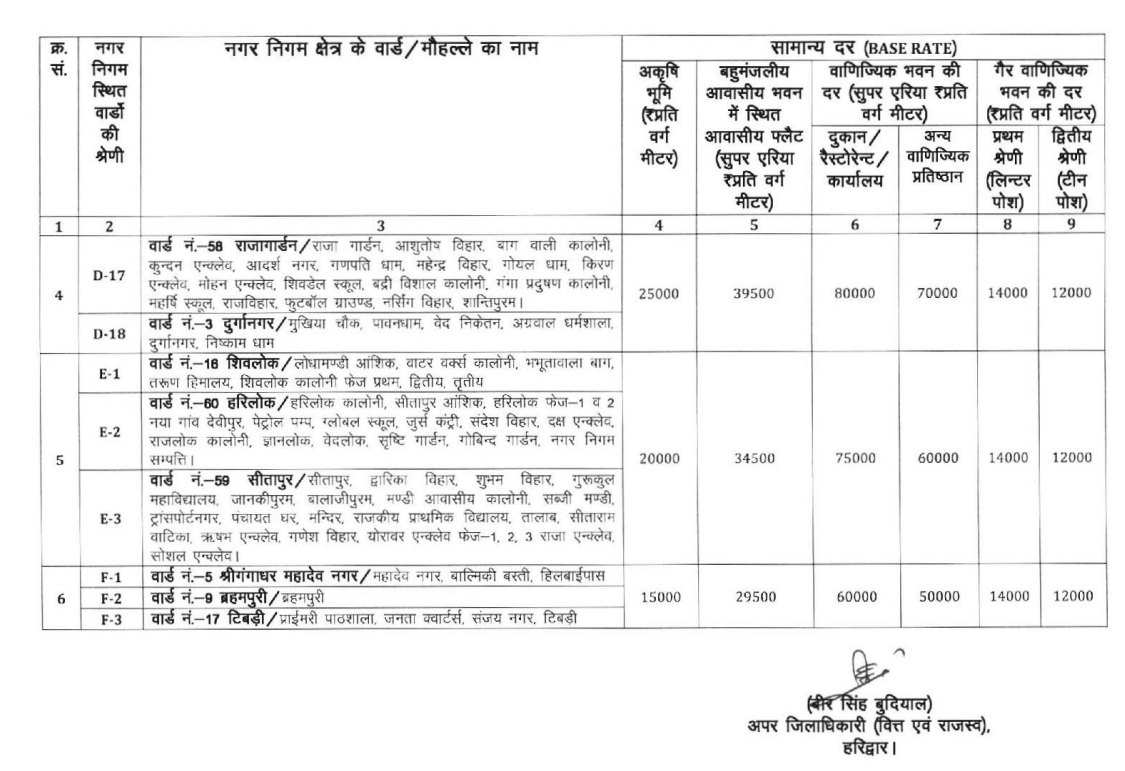 क्र. सं.
नगर निगम स्थित वार्डो की श्रेणी
नगर निगम क्षेत्र के वार्ड/मौहल्ले का नाम
सामान्य दर (BASE RATE)
अकृषि भूमि (₹प्रति वर्ग मीटर)
बहुमंजलीय आवासीय भवन में स्थित आवासीय फ्लैट (सुपर एरिया ₹प्रति वर्ग मीटर)
वाणिज्यिक भवन की दर (सुपर एरिया ₹प्रति वर्ग मीटर)
गैर वाणिज्यिक भवन की दर (₹प्रति वर्ग मीटर)
दुकान/ रैस्टोरेन्ट/ कार्यालय
अन्य वाणिज्यिक प्रतिष्ठान
प्रथम श्रेणी (लिन्टर पोश)
द्वितीय श्रेणी (टीन पोश)
1 2 3 4 5 6 7 8 9
4
D-17
वार्ड नं.–58 राजागार्डन/राजा गार्डन, आशुतोष विहार, बाग वाली कालोनी,
कुन्दन एन्क्लेव, आदर्श नगर, गणपति धाम, महेन्द्र विहार, गोयल धाम, किरण
एन्क्लेव, मोहन एन्क्लेव, शिवडेल स्कूल, बद्री विशाल कालोनी, गंगा प्रदुषण कालोनी,
महर्षि स्कूल, राजविहार, फुटबॉल ग्राउण्ड, नर्सिंग विहार, शान्तिपुरम।
25000 39500 80000 70000 14000 12000
D-18
वार्ड नं.–3 दुर्गानगर/मुखिया चौक, पावनधाम, वेद निकेतन, अग्रवाल धर्मशाला,
दुर्गानगर, निष्काम धाम
5
E-1
वार्ड नं.–16 शिवलोक/लोधामण्डी आंशिक, वाटर वर्क्स कालोनी, भभूतावाला बाग,
तरूण हिमालय, शिवलोक कालोनी फेज प्रथम, द्वितीय, तृतीय
E-2
वार्ड नं.–60 हरिलोक/हरिलोक कालोनी, सीतापुर आंशिक, हरिलोक फेज–1 व 2
नया गांव देवीपुर, पेट्रोल पम्प, ग्लोबल स्कूल, जुर्स कंट्री, संदेश विहार, दक्ष एन्क्लेव,
राजलोक कालोनी, ज्ञानलोक, वेदलोक, सृष्टि गार्डन, गोबिन्द गार्डन, नगर निगम
सम्पत्ति।
20000 34500 75000 60000 14000 12000
E-3
वार्ड नं.–59 सीतापुर/सीतापुर, द्वारिका विहार, शुभम विहार, गुरूकुल
महाविद्यालय, जानकीपुरम, बालाजीपुरम, मण्डी आवासीय कालोनी, सब्जी मण्डी,
ट्रांसपोर्टनगर, पंचायत घर, मन्दिर, राजकीय प्राथमिक विद्यालय, तालाब, सीताराम
वाटिका, ऋषभ एन्क्लेव, गणेश विहार, योरावर एन्क्लेव फेज–1, 2, 3 राजा एन्क्लेव,
सोशल एन्क्लेव।
6
F-1
वार्ड नं.–5 श्रीगंगाधर महादेव नगर/महादेव नगर, बाल्मिकी बस्ती, हिलबाईपास
F-2
वार्ड नं.–9 ब्रहमपुरी/ब्रहमपुरी
15000 29500 60000 50000 14000 12000
F-3
वार्ड नं.–17 टिबड़ी/प्राईमरी पाठशाला, जनता क्वार्टर्स, संजय नगर, टिबड़ी
(बीर सिंह बुदियाल)
अपर जिलाधिकारी (वित्त एवं राजस्व),
हरिद्वार।